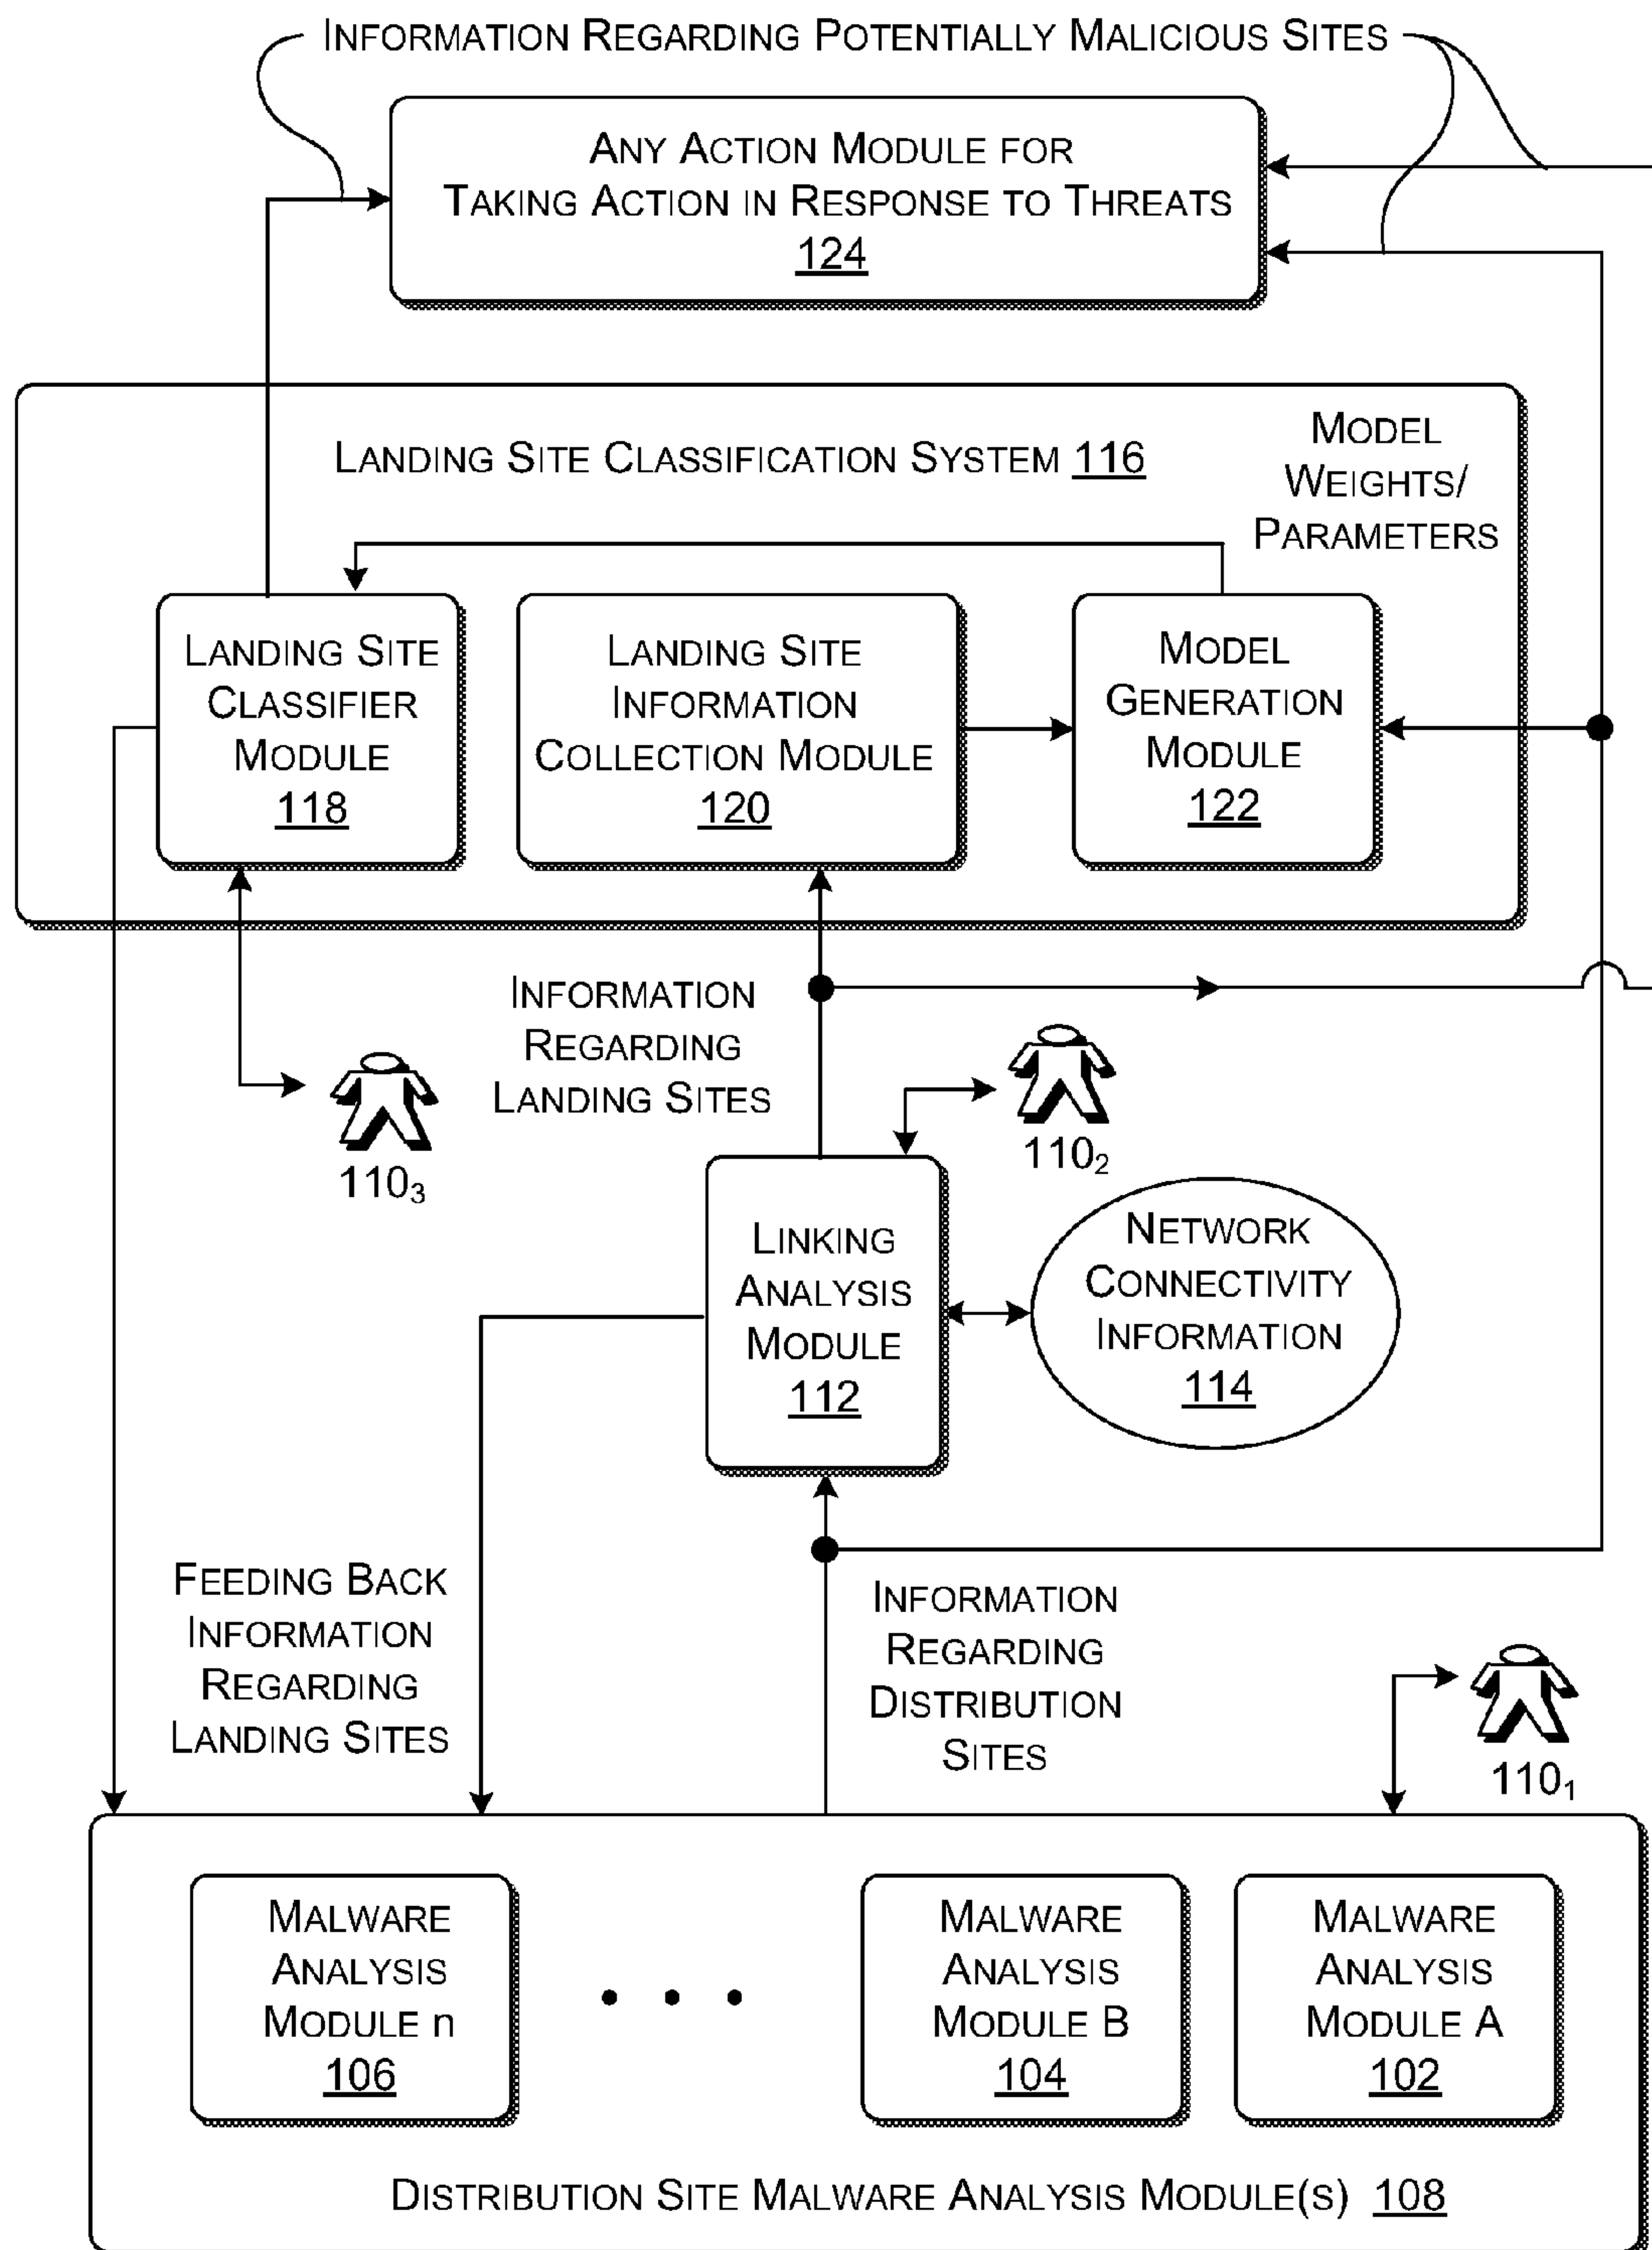 Information Regarding Potentially Malicious Sites
Any Action Module for
Taking Action in Response to Threats
124
Landing Site Classification System 116
Model
Weights/
Parameters
Landing Site
Classifier
Module
118
Landing Site
Information
Collection Module
120
Model
Generation
Module
122
Information
Regarding
Landing Sites
110₃
110₂
Linking
Analysis
Module
112
Network
Connectivity
Information
114
Feeding Back
Information
Regarding
Landing Sites
Information
Regarding
Distribution
Sites
110₁
Malware
Analysis
Module n
106
• • •
Malware
Analysis
Module B
104
Malware
Analysis
Module A
102
Distribution Site Malware Analysis Module(s) 108